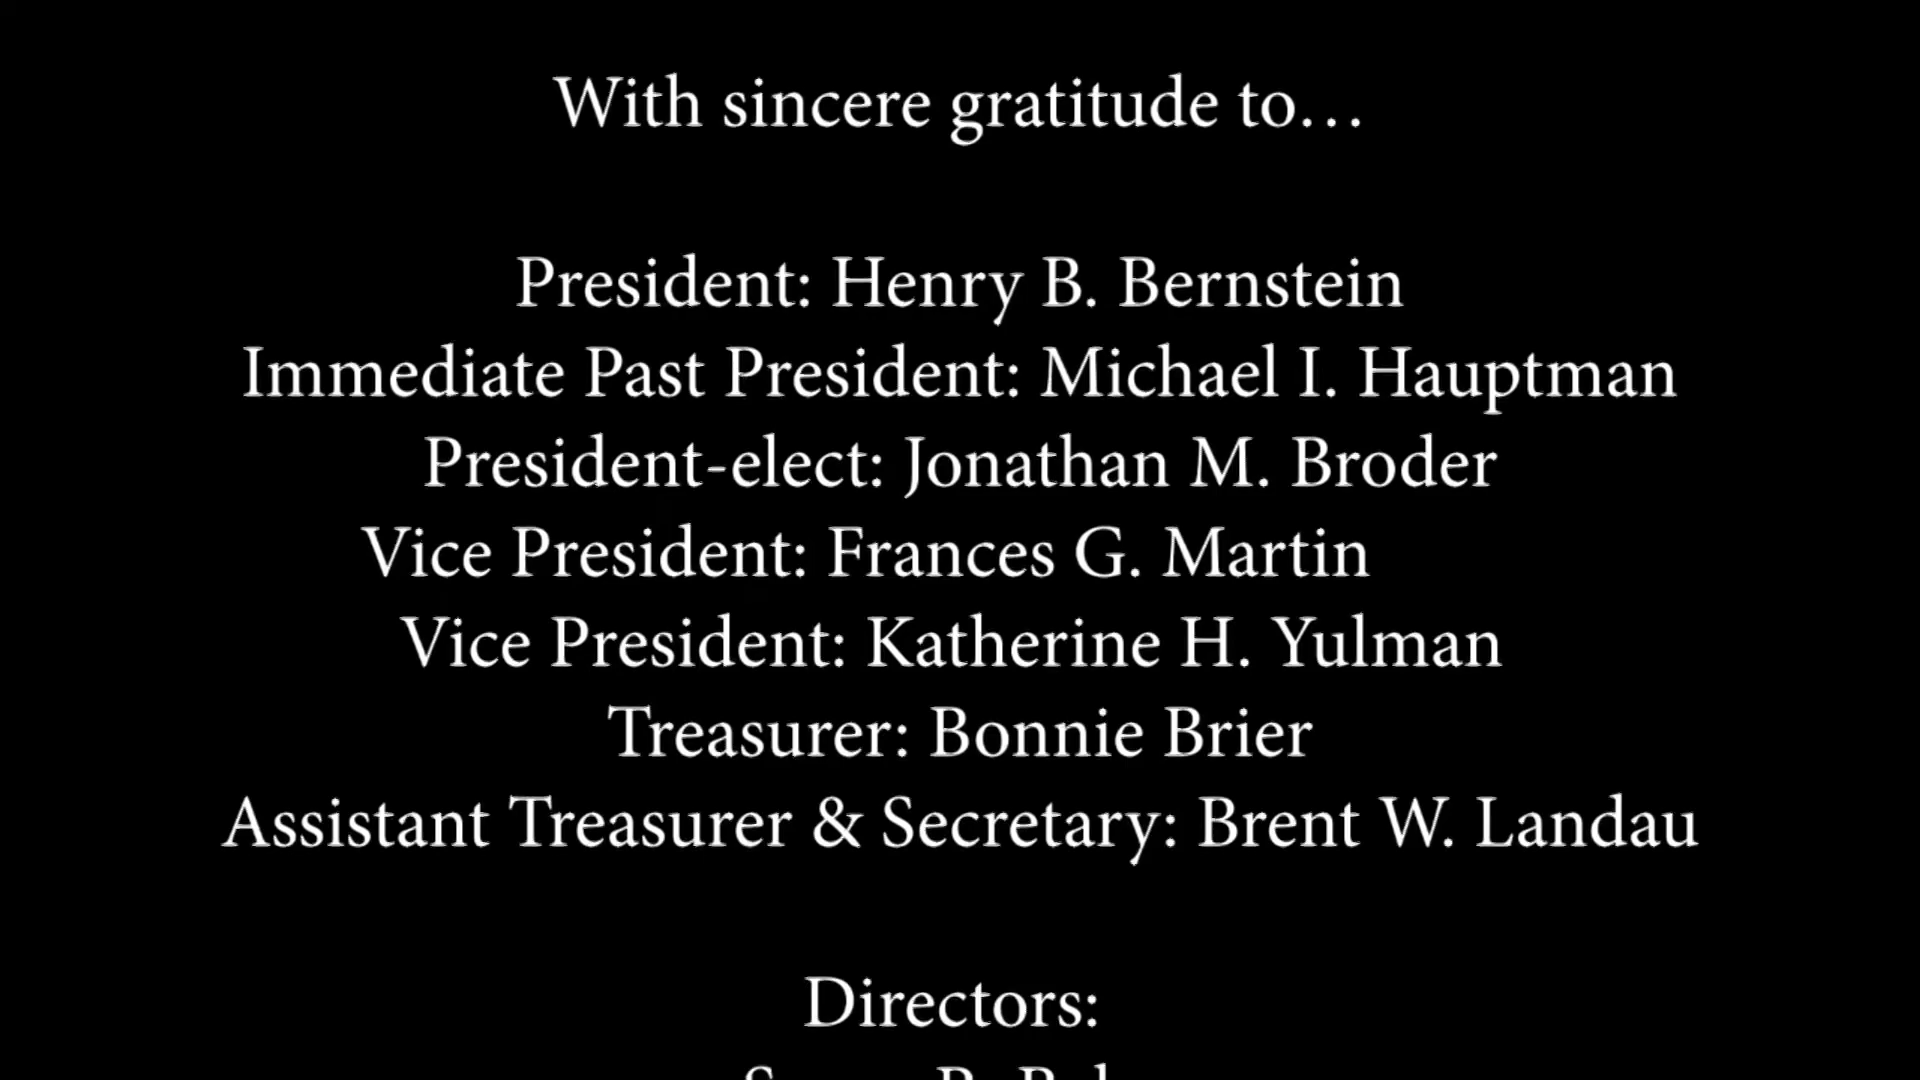 With sincere gratitude to…
President: Henry B. Bernstein
Immediate Past President: Michael I. Hauptman
President-elect: Jonathan M. Broder
Vice President: Frances G. Martin
Vice President: Katherine H. Yulman
Treasurer: Bonnie Brier
Assistant Treasurer & Secretary: Brent W. Landau
Directors: